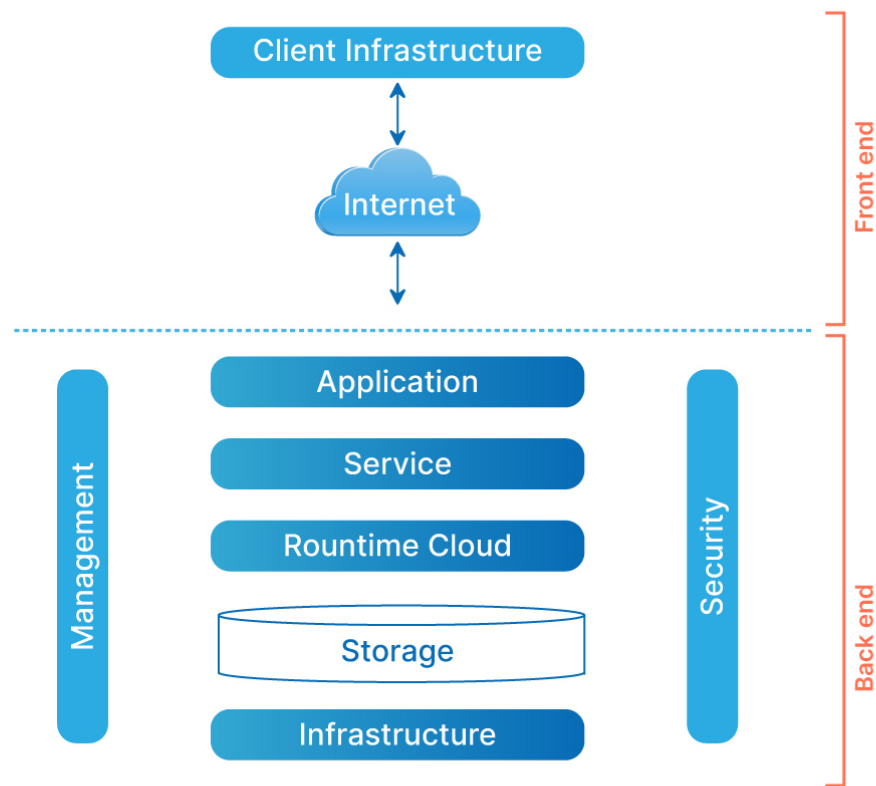 Client Infrastructure
Internet
Front end
Application
Service
Rountime Cloud
Storage
Infrastructure
Management
Security
Back end